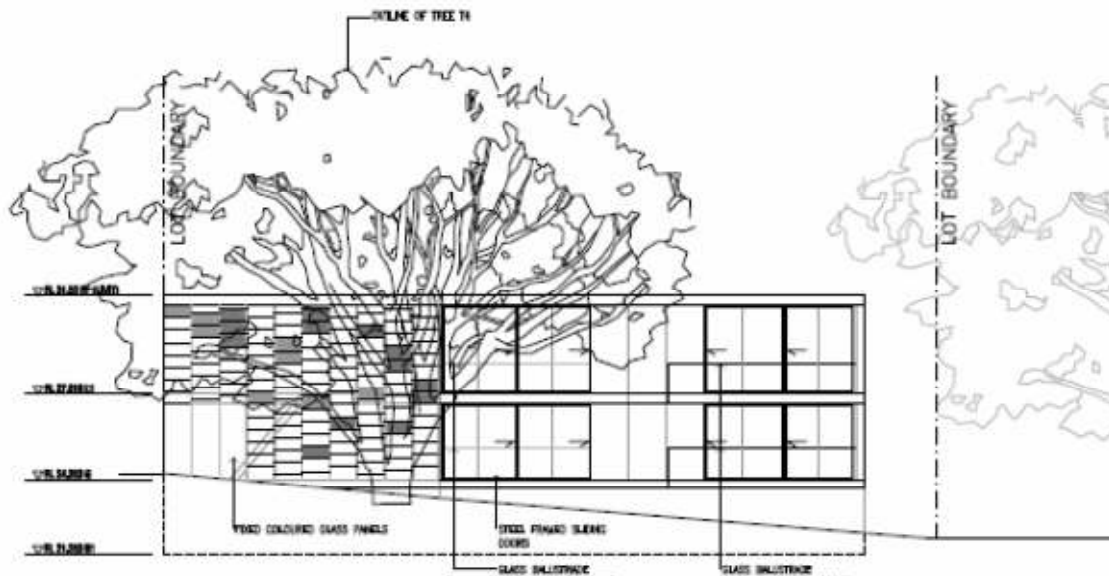 OUTLINE OF TREE T4
LOT BOUNDARY
LOT BOUNDARY
FIXED COLOURED GLASS PANELS
STEEL FRAMED SLIDING
DOORS
GLASS BALUSTRADE
GLASS BALUSTRADE